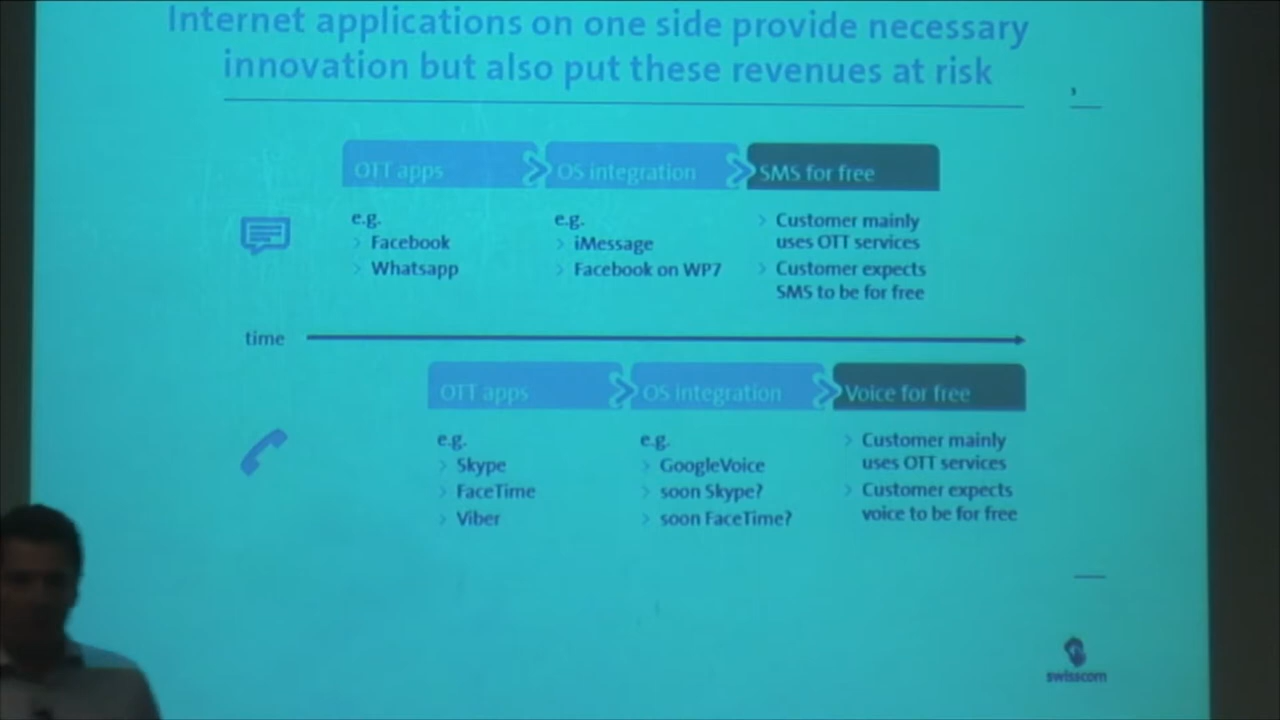 Internet applications on one side provide necessary
innovation but also put these revenues at risk
OTT apps
OS integration
SMS for free
e.g.
Facebook
Whatsapp
e.g.
iMessage
Facebook on WP7
Customer mainly
uses OTT services
Customer expects
SMS to be for free
time
OTT apps
OS integration
Voice for free
e.g.
Skype
FaceTime
Viber
e.g.
GoogleVoice
soon Skype?
soon FaceTime?
Customer mainly
uses OTT services
Customer expects
voice to be for free
swisscom